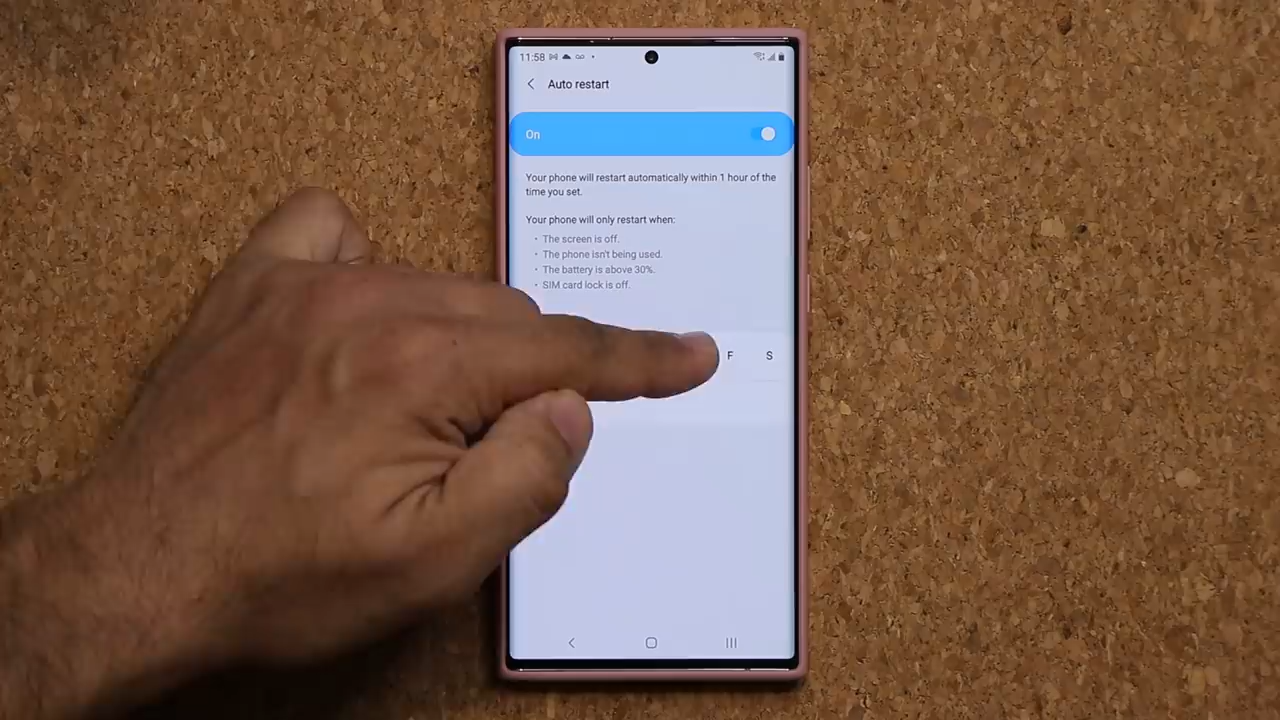 11:58
Auto restart
On
Your phone will restart automatically within 1 hour of the
time you set.
Your phone will only restart when:
• The screen is off.
• The phone isn't being used.
• The battery is above 30%.
• SIM card lock is off.
F S